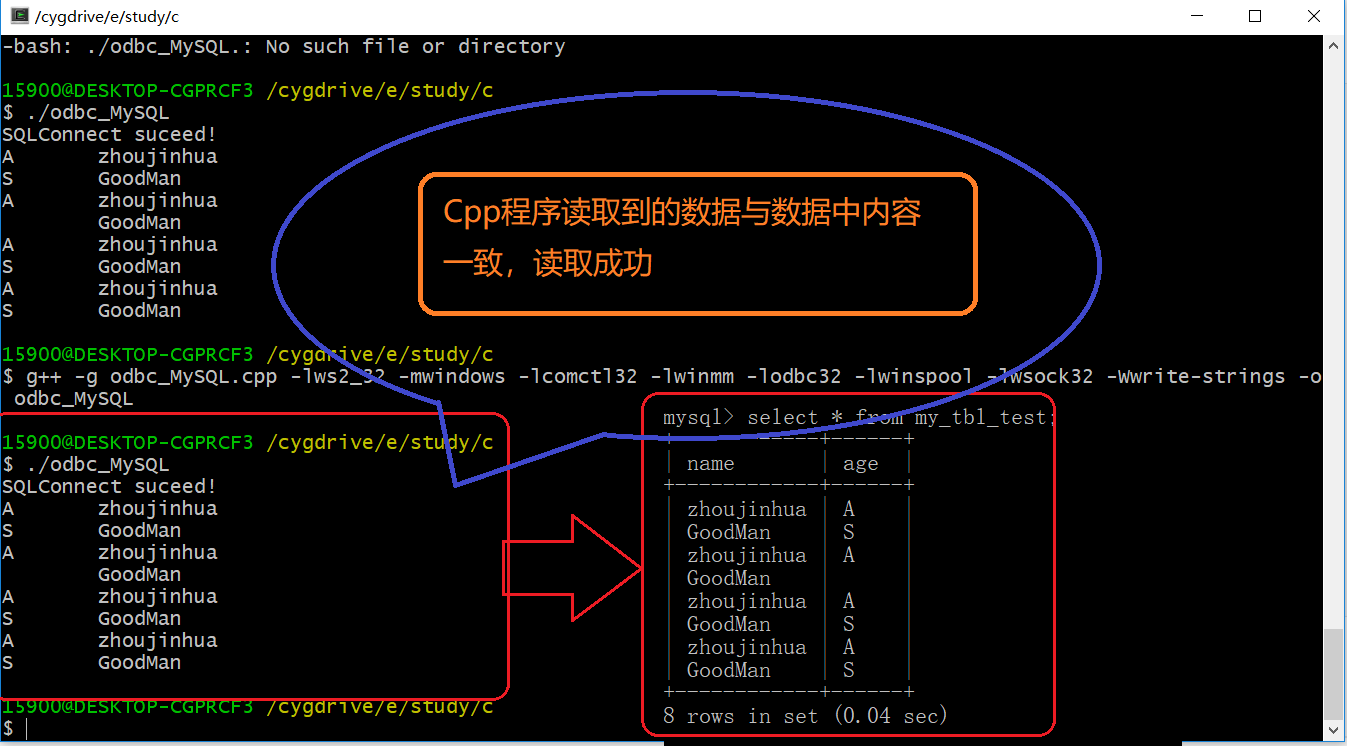 /cygdrive/e/study/c
-bash: ./odbc_MySQL.: No such file or directory
15900@DESKTOP-CGPRCF3 /cygdrive/e/study/c
$ ./odbc_MySQL
SQLConnect suceed!
A zhoujinhua
S GoodMan
A zhoujinhua
GoodMan
A zhoujinhua
S GoodMan
A zhoujinhua
S GoodMan
Cpp程序读取到的数据与数据中内容
一致，读取成功
15900@DESKTOP-CGPRCF3 /cygdrive/e/study/c
$ g++ -g odbc_MySQL.cpp -lws2_32 -mwindows -lcomctl32 -lwinmm -lodbc32 -lwinspool -lwsock32 -Wwrite-strings -o
odbc_MySQL
15900@DESKTOP-CGPRCF3 /cygdrive/e/study/c
$ ./odbc_MySQL
SQLConnect suceed!
A zhoujinhua
S GoodMan
A zhoujinhua
GoodMan
A zhoujinhua
S GoodMan
A zhoujinhua
S GoodMan
15900@DESKTOP-CGPRCF3 /cygdrive/e/study/c
$
mysql> select * from my_tbl_test;
+------------+------+
| name | age |
+------------+------+
| zhoujinhua | A |
| GoodMan | S |
| zhoujinhua | A |
| GoodMan | |
| zhoujinhua | A |
| GoodMan | S |
| zhoujinhua | A |
| GoodMan | S |
+------------+------+
8 rows in set (0.04 sec)